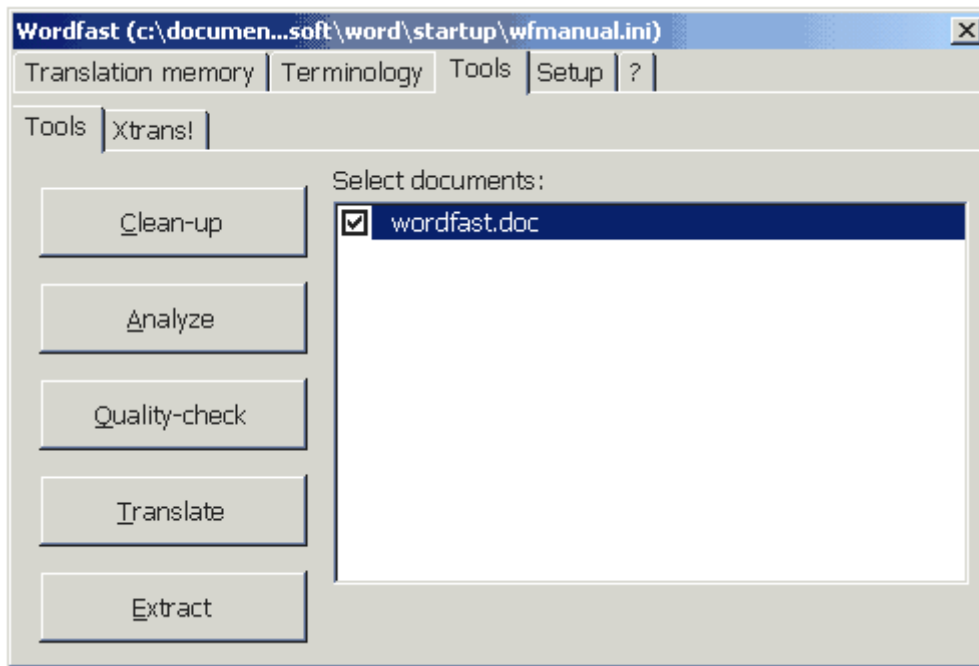 Wordfast (c:\documen...soft\word\startup\wfmanual.ini)
Translation memory Terminology Tools Setup ?
Tools Xtrans!
Select documents:
Clean-up
wordfast.doc
Analyze
Quality-check
Translate
Extract